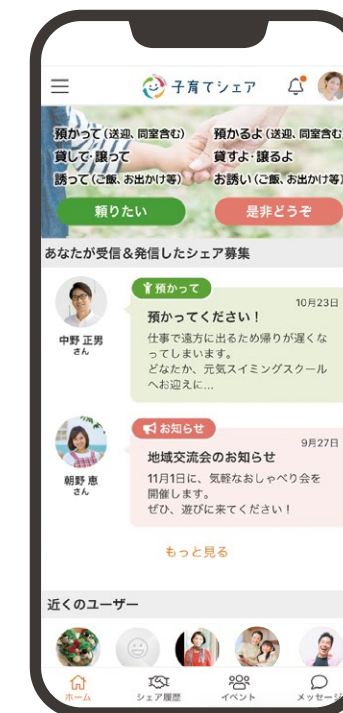 子育てシェア
預かって(送迎、同室含む)
貸して・譲って
誘って(ご飯、お出かけ等)
預かるよ(送迎、同室含む)
貸すよ・譲るよ
お誘い(ご飯、お出かけ等)
頼りたい
是非どうぞ
あなたが受信&発信したシェア募集
中野 正男
さん
預かって
10月23日
預かってください！
仕事で遠方に出るため帰りが遅くな
ってしまいます。
どなたか、元気スイミングスクール
へお迎えに...
朝野 恵
さん
お知らせ
9月27日
地域交流会のお知らせ
11月1日に、気軽なおしゃべり会を
開催します。
ぜひ、遊びに来てください！
もっと見る
近くのユーザー
ホーム
シェア履歴
イベント
メッセージ